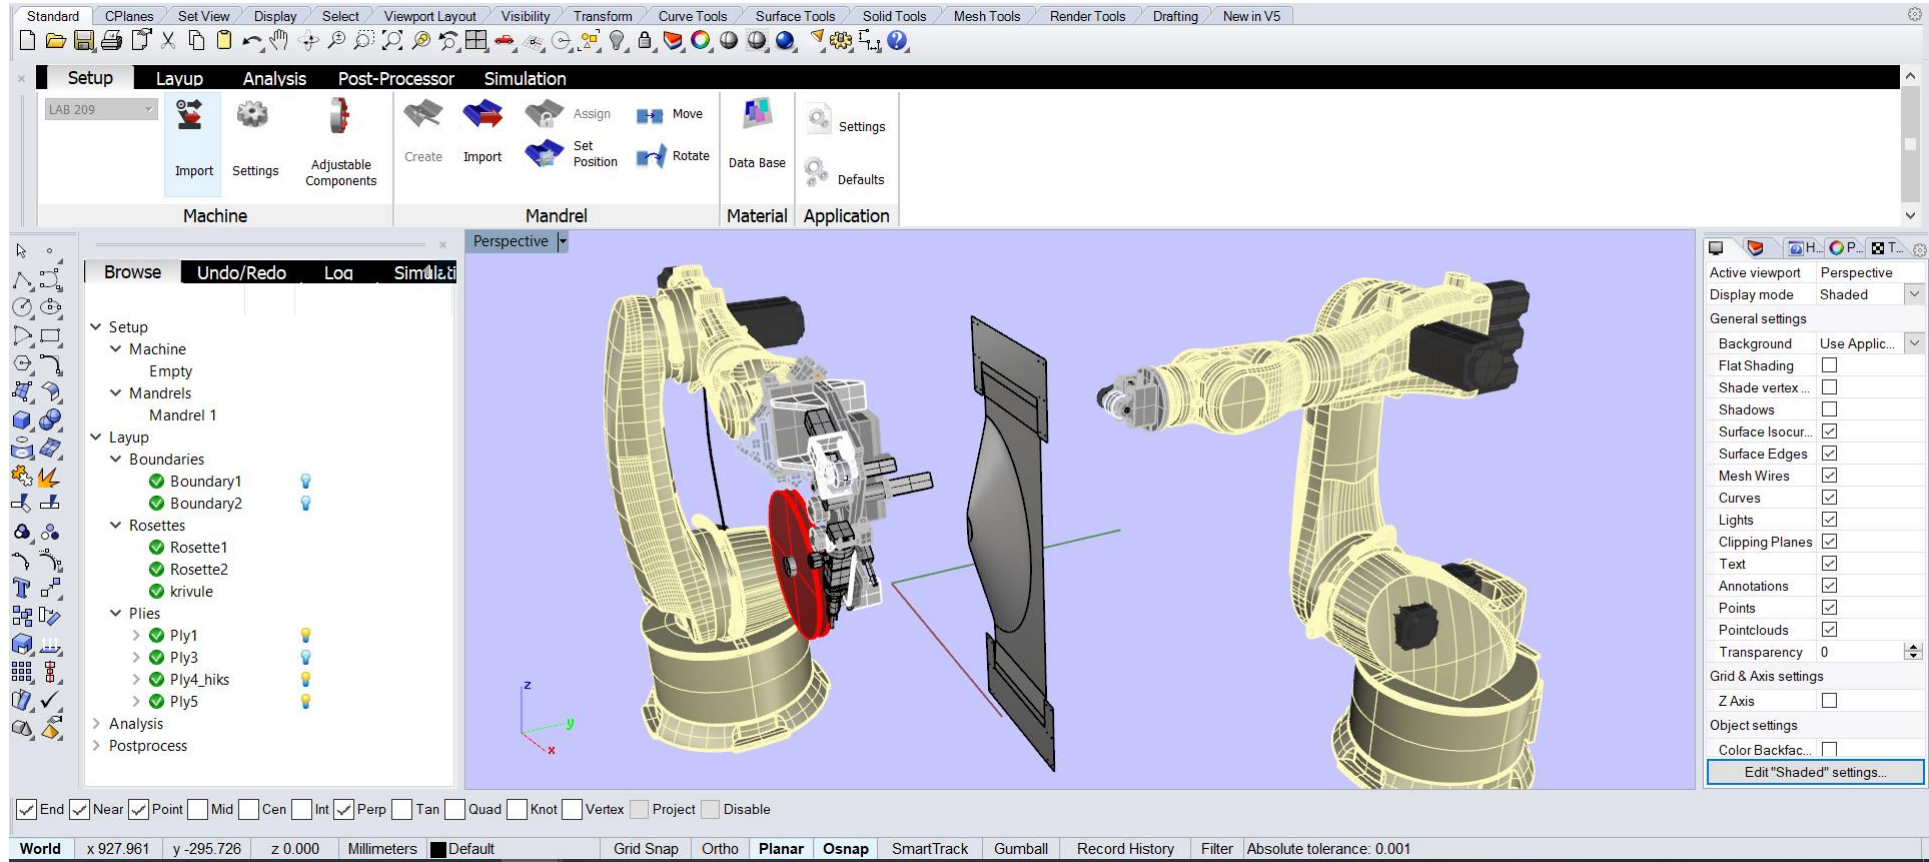 Standard CPlanes Set View Display Select Viewport Layout Visibility Transform Curve Tools Surface Tools Solid Tools Mesh Tools Render Tools Drafting New in V5
Setup Layup Analysis Post-Processor Simulation
LAB 209
Import
Settings
Adjustable
Components
Machine
Create
Import
Assign
Set
Position
Move
Rotate
Mandrel
Data Base
Material
Settings
Defaults
Application
Browse Undo/Redo Log
Setup
Machine
Empty
Mandrels
Mandrel 1
Layup
Boundaries
Boundary1
Boundary2
Rosettes
Rosette1
Rosette2
krivule
Plies
Ply1
Ply3
Ply4_hiks
Ply5
Analysis
Postprocess
Perspective
z
y
x
H... P... T...
Active viewport Perspective
Display mode Shaded
General settings
Background Use Applic...
Flat Shading
Shade vertex ...
Shadows
Surface Isocur...
Surface Edges
Mesh Wires
Curves
Lights
Clipping Planes
Text
Annotations
Points
Pointclouds
Transparency 0
Grid & Axis settings
Z Axis
Object settings
Color Backfac...
Edit "Shaded" settings...
End Near Point Mid Cen Int Perp Tan Quad Knot Vertex Project Disable
World x 927.961 y -295.726 z 0.000 Millimeters Default Grid Snap Ortho Planar Osnap SmartTrack Gumball Record History Filter Absolute tolerance: 0.001